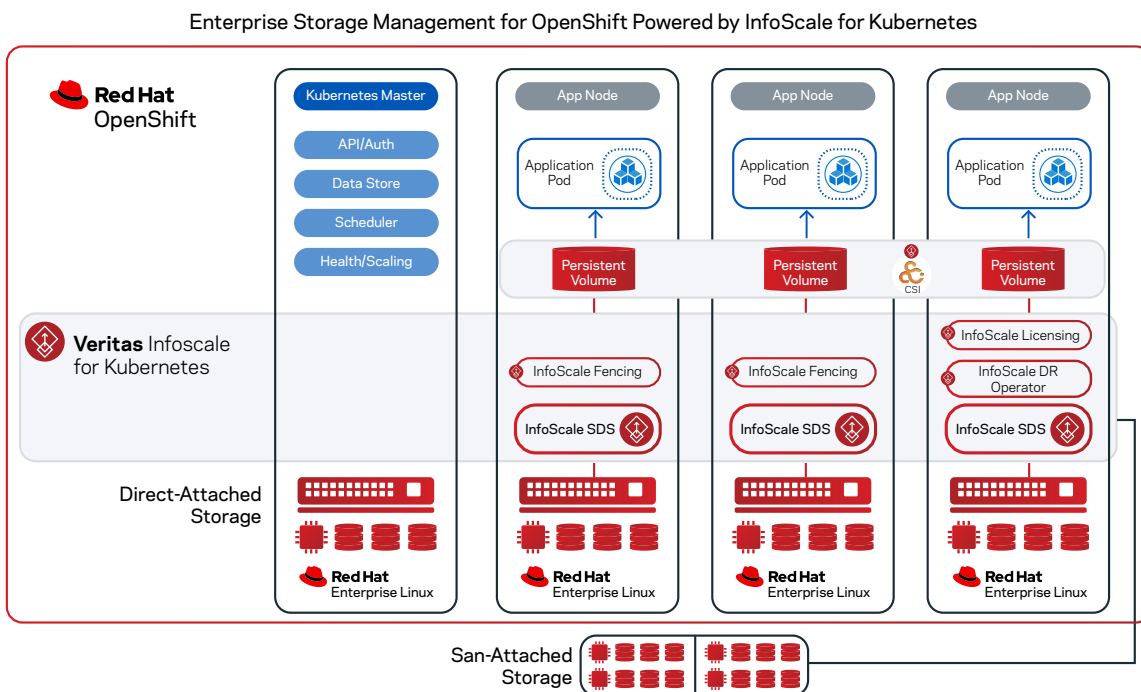 Enterprise Storage Management for OpenShift Powered by InfoScale for Kubernetes
Red Hat
OpenShift
Kubernetes Master
API/Auth
Data Store
Scheduler
Health/Scaling
App Node
App Node
App Node
Application
Pod
Application
Pod
Application
Pod
Persistent
Volume
Persistent
Volume
CSI
Persistent
Volume
Veritas Infoscale
for Kubernetes
InfoScale Fencing
InfoScale SDS
InfoScale Fencing
InfoScale SDS
InfoScale Licensing
InfoScale DR
Operator
InfoScale SDS
Direct-Attached
Storage
Red Hat
Enterprise Linux
Red Hat
Enterprise Linux
Red Hat
Enterprise Linux
Red Hat
Enterprise Linux
San-Attached
Storage